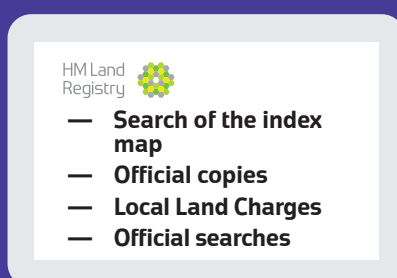 HM Land
Registry
— Search of the index
map
— Official copies
— Local Land Charges
— Official searches